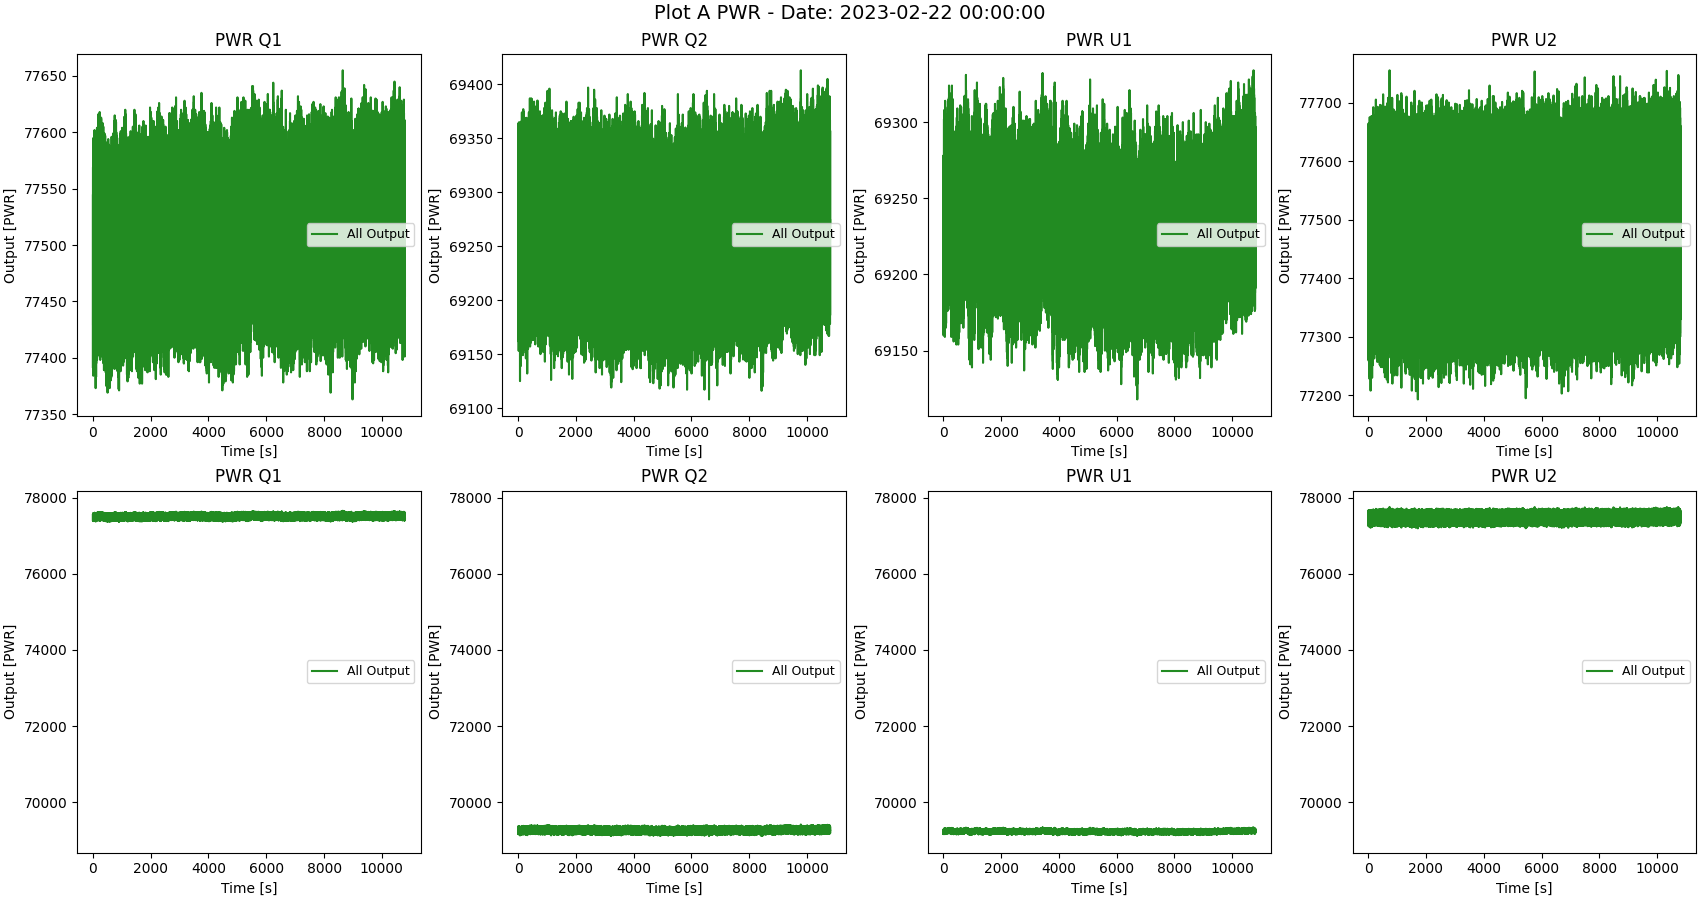 Plot A PWR - Date: 2023-02-22 00:00:00
PWR Q1
Output [PWR]
77650
77600
77550
77500
77450
77400
77350
All Output
0 2000 4000 6000 8000 10000
Time [s]
PWR Q2
Output [PWR]
69400
69350
69300
69250
69200
69150
69100
All Output
0 2000 4000 6000 8000 10000
Time [s]
PWR U1
Output [PWR]
69300
69250
69200
69150
All Output
0 2000 4000 6000 8000 10000
Time [s]
PWR U2
Output [PWR]
77700
77600
77500
77400
77300
77200
All Output
0 2000 4000 6000 8000 10000
Time [s]
PWR Q1
Output [PWR]
78000
76000
74000
72000
70000
All Output
0 2000 4000 6000 8000 10000
Time [s]
PWR Q2
Output [PWR]
78000
76000
74000
72000
70000
All Output
0 2000 4000 6000 8000 10000
Time [s]
PWR U1
Output [PWR]
78000
76000
74000
72000
70000
All Output
0 2000 4000 6000 8000 10000
Time [s]
PWR U2
Output [PWR]
78000
76000
74000
72000
70000
All Output
0 2000 4000 6000 8000 10000
Time [s]